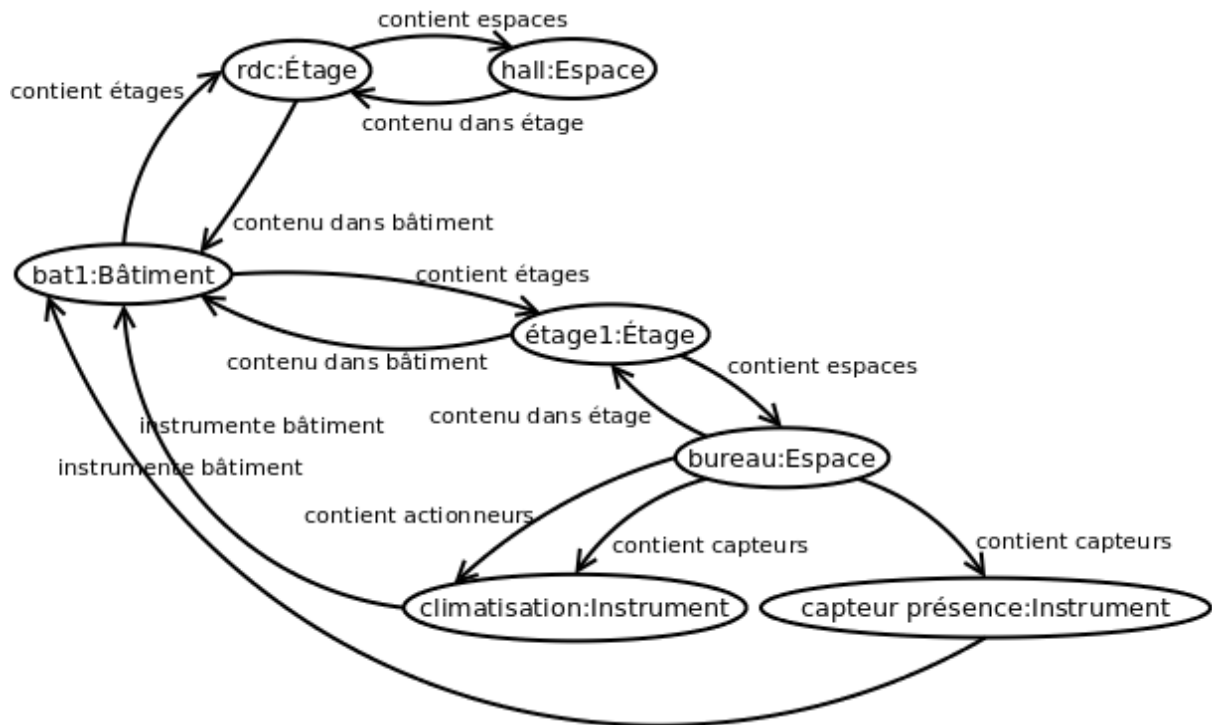 contient espaces
rdc:Étage
hall:Espace
contient étages
contenu dans étage
contenu dans bâtiment
bat1:Bâtiment
contient étages
étage1:Étage
contenu dans bâtiment
contient espaces
contenu dans étage
instrumente bâtiment
bureau:Espace
instrumente bâtiment
contient actionneurs
contient capteurs
contient capteurs
climatisation:Instrument
capteur présence:Instrument